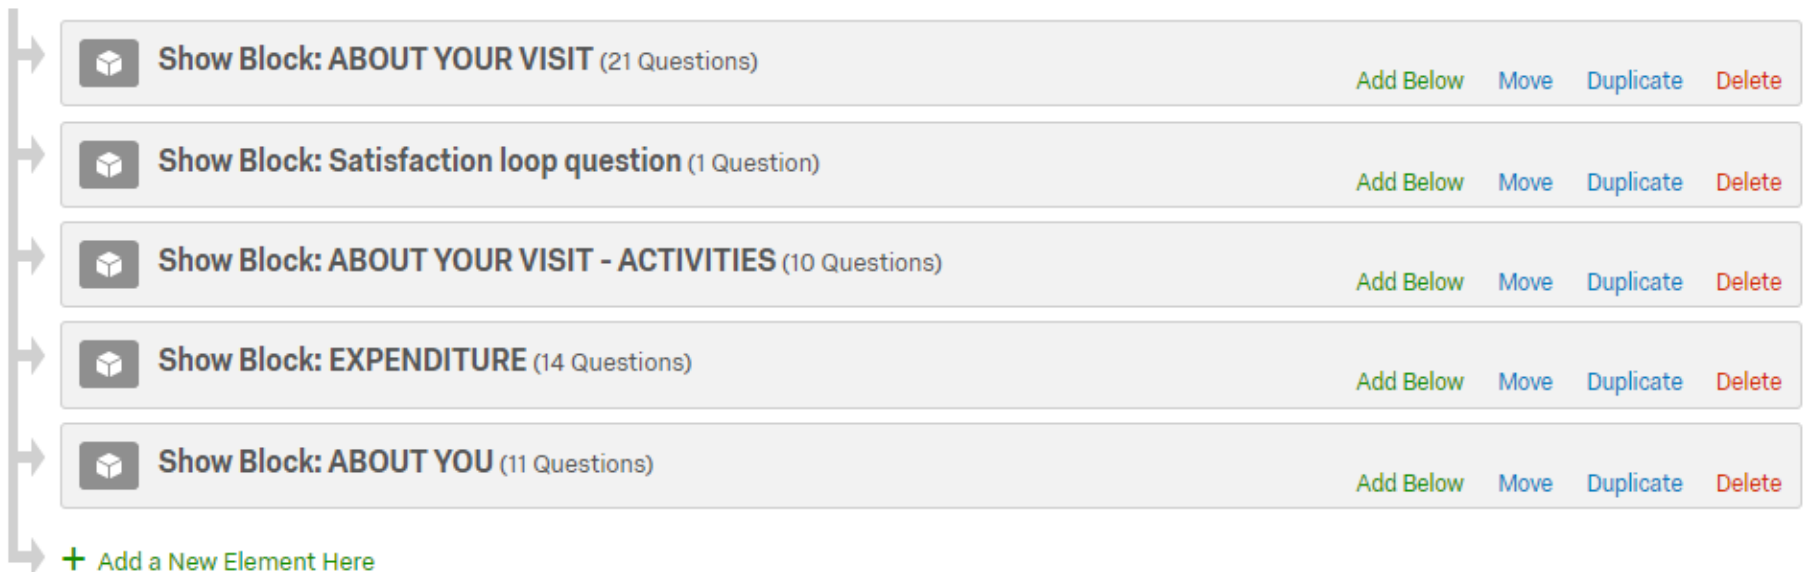 Show Block: ABOUT YOUR VISIT (21 Questions)
Add Below Move Duplicate Delete
Show Block: Satisfaction loop question (1 Question)
Add Below Move Duplicate Delete
Show Block: ABOUT YOUR VISIT - ACTIVITIES (10 Questions)
Add Below Move Duplicate Delete
Show Block: EXPENDITURE (14 Questions)
Add Below Move Duplicate Delete
Show Block: ABOUT YOU (11 Questions)
Add Below Move Duplicate Delete
+ Add a New Element Here